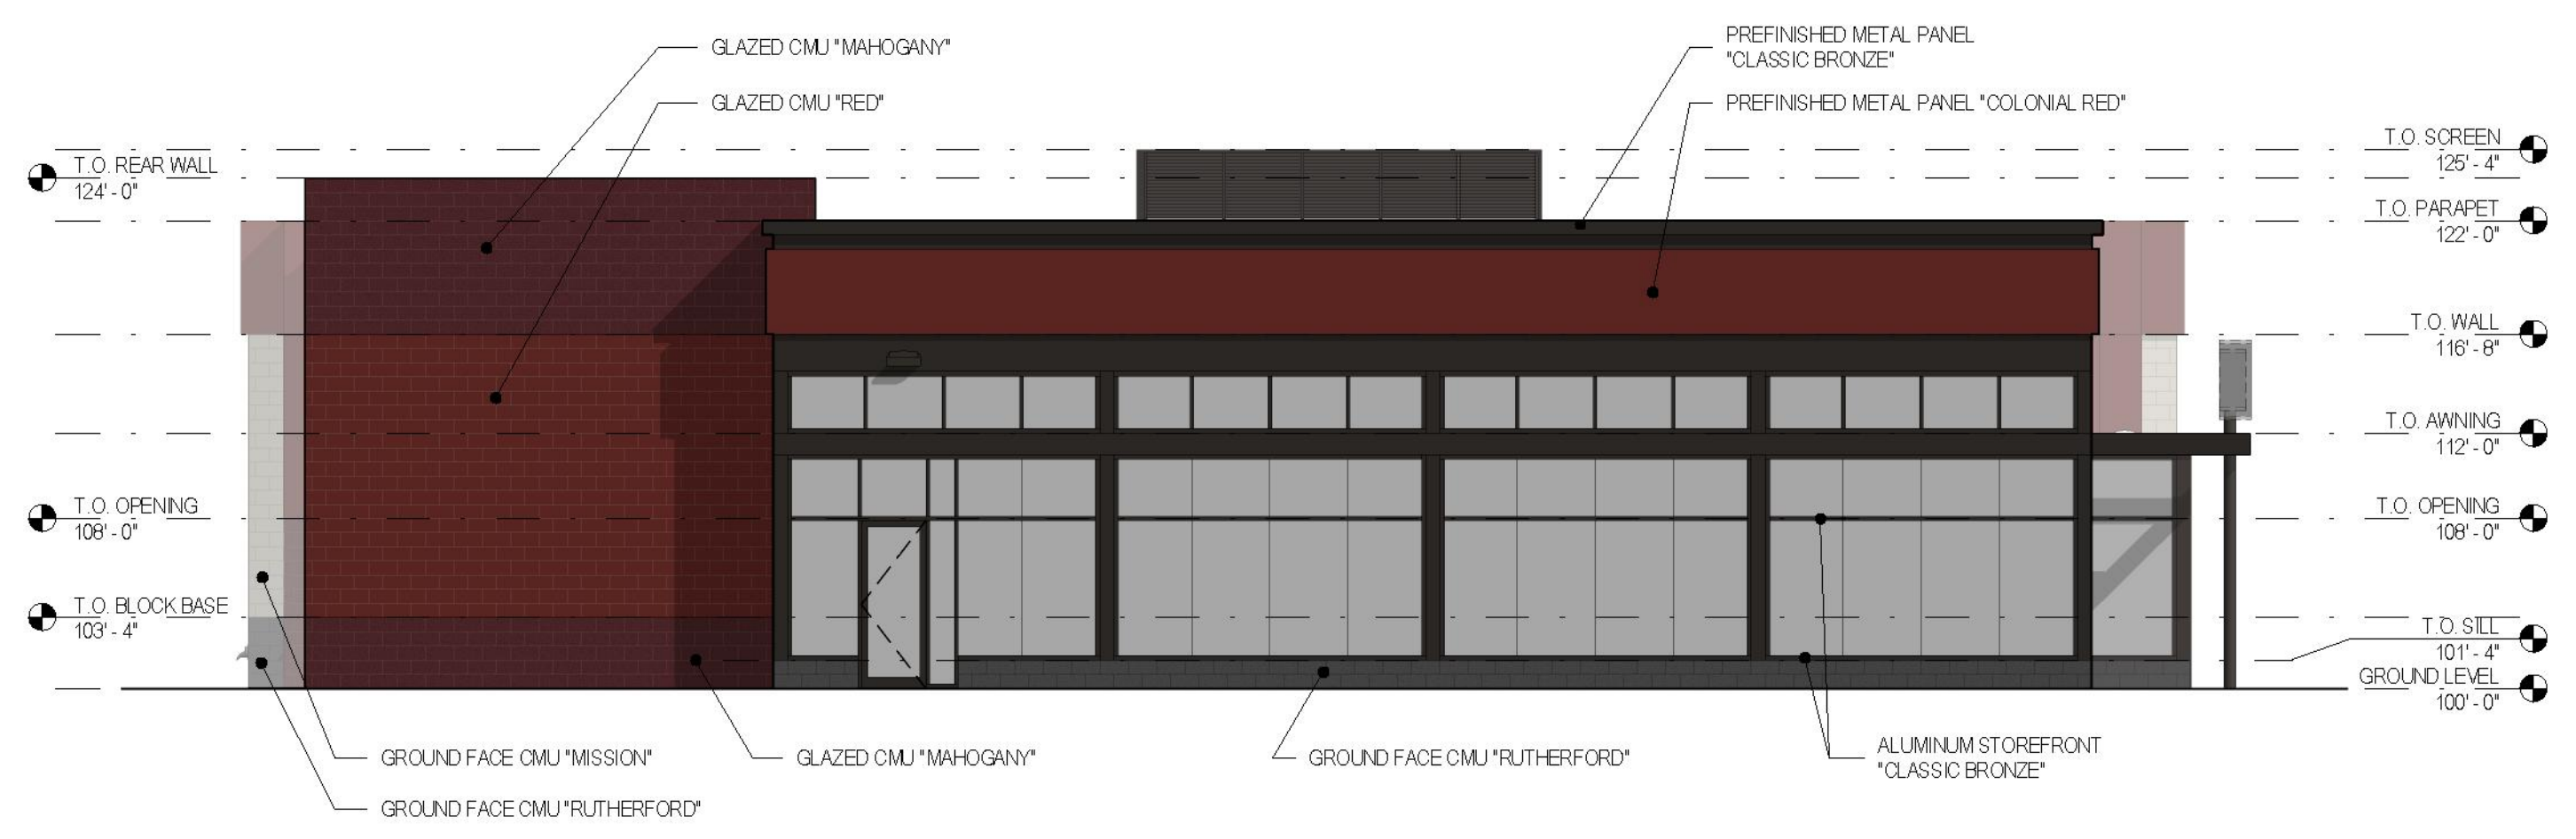 GLAZED CMU "MAHOGANY"
GLAZED CMU "RED"
PREFINISHED METAL PANEL
"CLASSIC BRONZE"
PREFINISHED METAL PANEL "COLONIAL RED"
T.O. REAR WALL
124' - 0"
T.O. OPENING
108' - 0"
T.O. BLOCK BASE
103' - 4"
T.O. SCREEN
125' - 4"
T.O. PARAPET
122' - 0"
T.O. WALL
116' - 8"
T.O. AWNING
112' - 0"
T.O. OPENING
108' - 0"
T.O. SILL
101' - 4"
GROUND LEVEL
100' - 0"
GROUND FACE CMU "MISSION"
GROUND FACE CMU "RUTHERFORD"
GLAZED CMU "MAHOGANY"
GROUND FACE CMU "RUTHERFORD"
ALUMINUM STOREFRONT
"CLASSIC BRONZE"